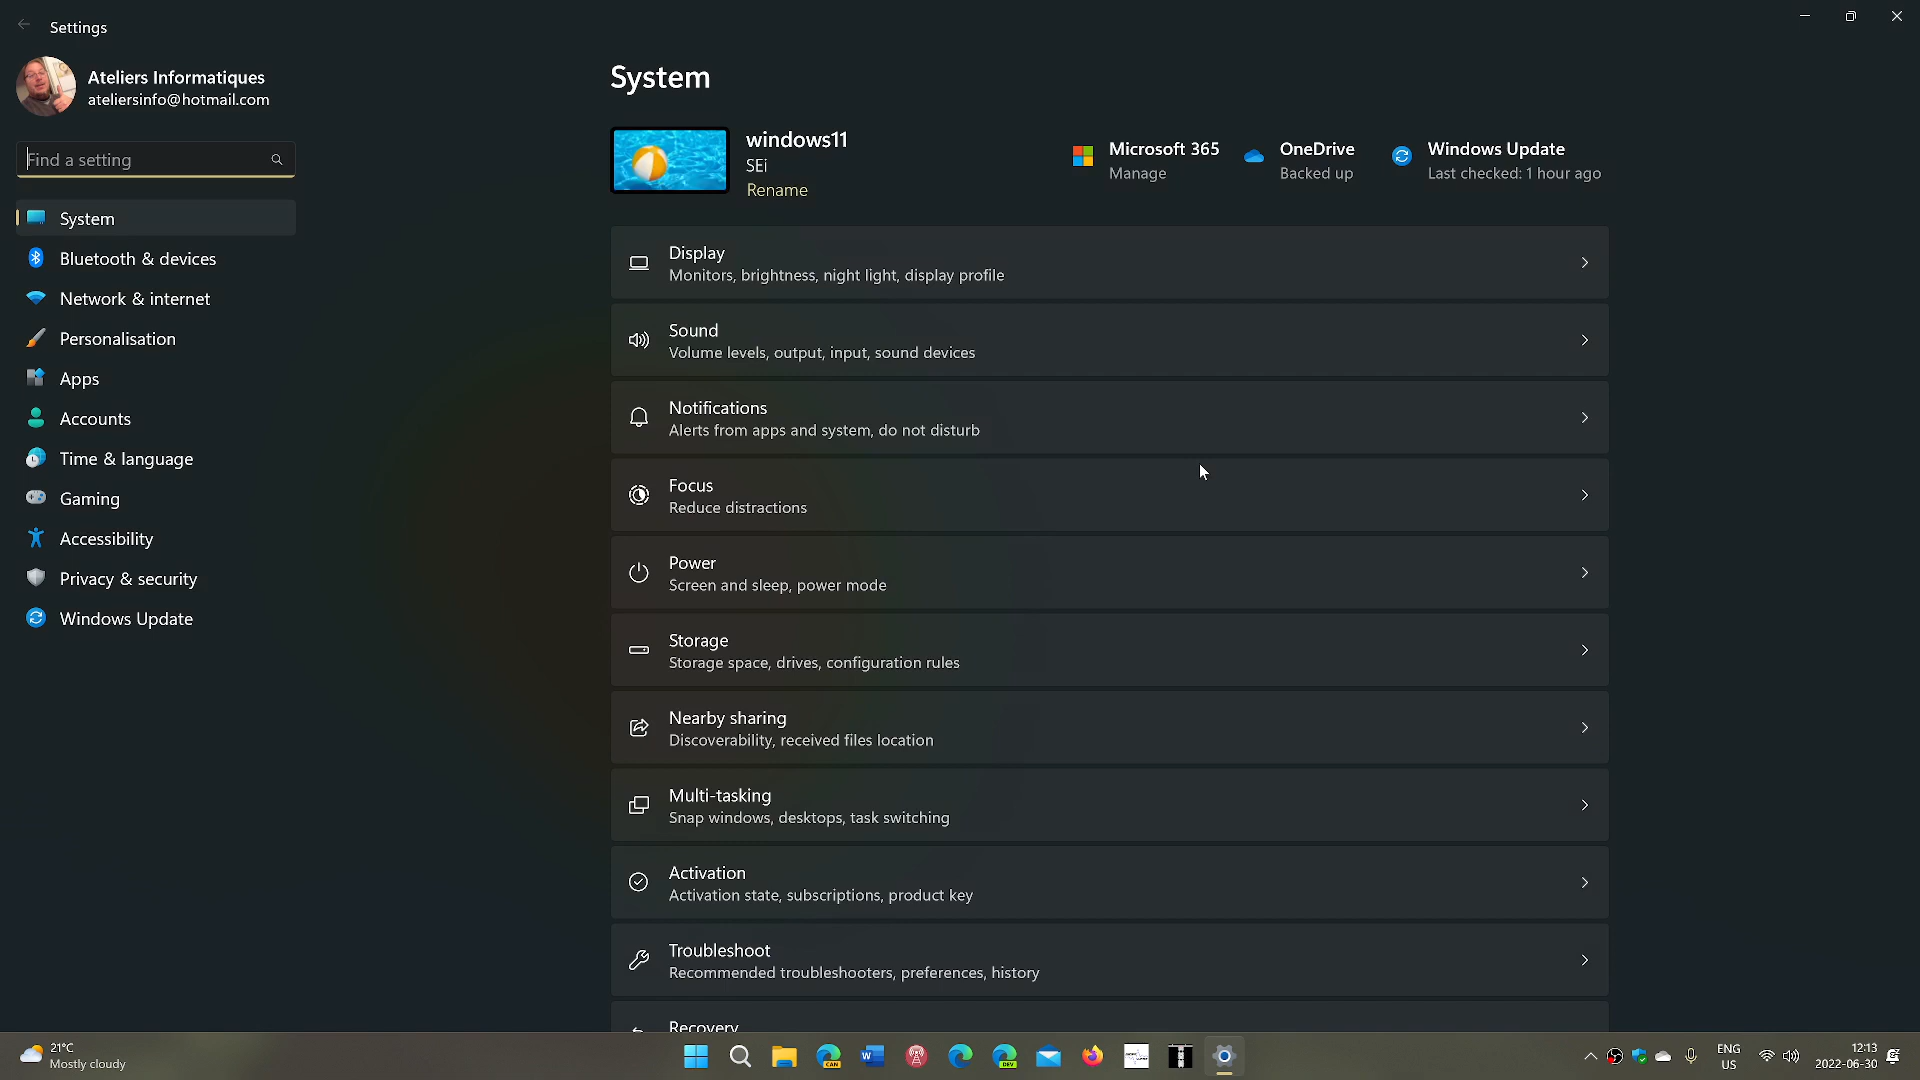 Settings
Ateliers Informatiques
ateliersinfo@hotmail.com
Find a setting
System
Bluetooth & devices
Network & internet
Personalisation
Apps
Accounts
Time & language
Gaming
Accessibility
Privacy & security
Windows Update
System
windows11
SEi
Rename
Microsoft 365
Manage
OneDrive
Backed up
Windows Update
Last checked: 1 hour ago
Display
Monitors, brightness, night light, display profile
Sound
Volume levels, output, input, sound devices
Notifications
Alerts from apps and system, do not disturb
Focus
Reduce distractions
Power
Screen and sleep, power mode
Storage
Storage space, drives, configuration rules
Nearby sharing
Discoverability, received files location
Multi-tasking
Snap windows, desktops, task switching
Activation
Activation state, subscriptions, product key
Troubleshoot
Recommended troubleshooters, preferences, history
Recovery
21°C
Mostly cloudy
CAN
DEV
ENG
US
12:13
2022-06-30